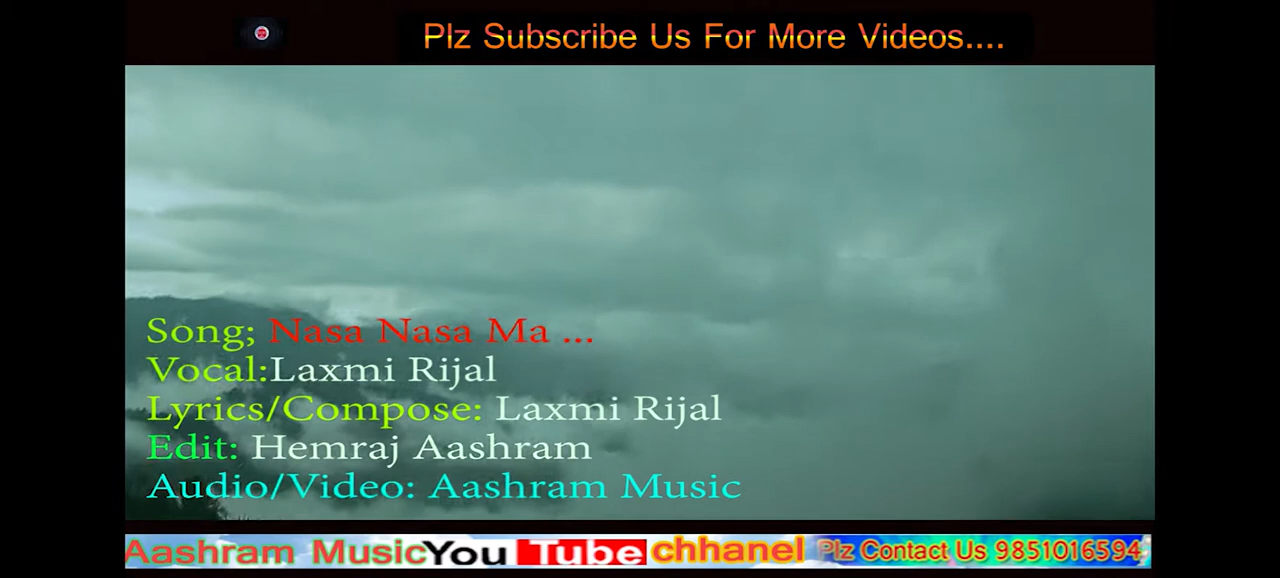 Plz Subscribe Us For More Videos....
Song; Nasa Nasa Ma ...
Vocal:Laxmi Rijal
Lyrics/Compose: Laxmi Rijal
Edit: Hemraj Aashram
Audio/Video: Aashram Music
Aashram MusicYou Tube chhanel Plz Contact Us 9851016594